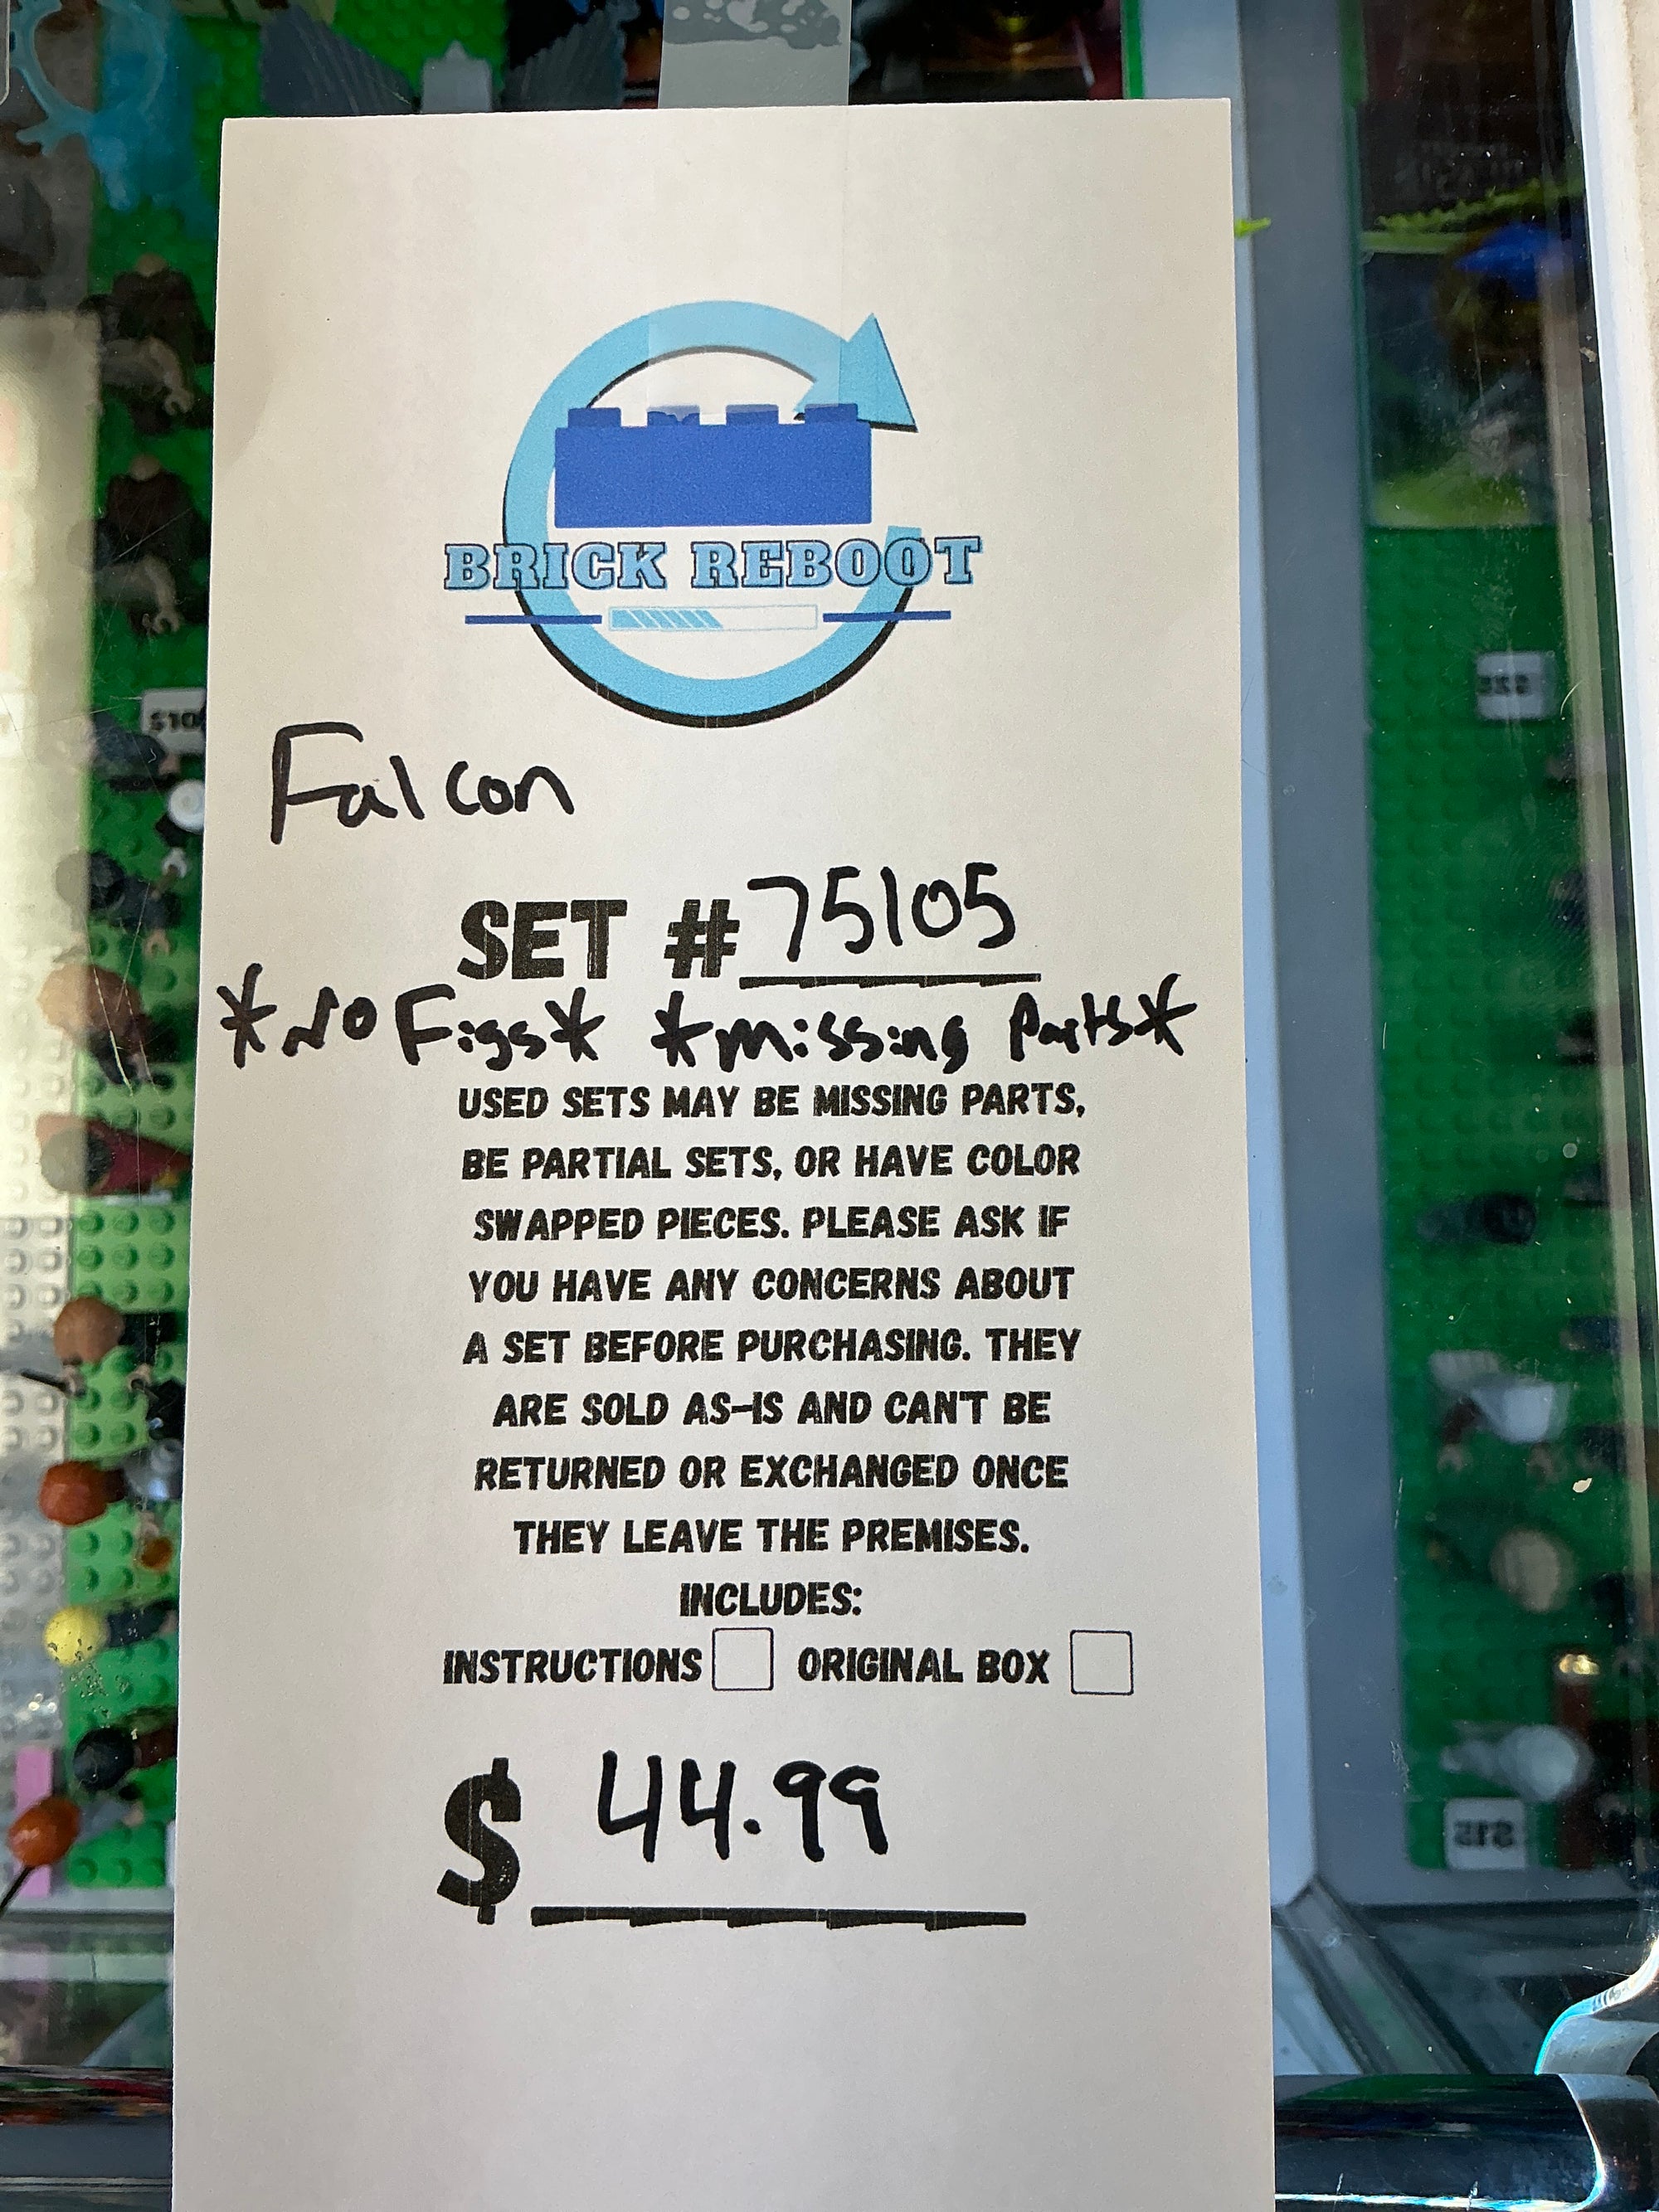 BRICK REBOOT
Falcon
SET # 75105
*No Figs* *missing Parts*
USED SETS MAY BE MISSING PARTS,
BE PARTIAL SETS, OR HAVE COLOR
SWAPPED PIECES. PLEASE ASK IF
YOU HAVE ANY CONCERNS ABOUT
A SET BEFORE PURCHASING. THEY
ARE SOLD AS-IS AND CAN'T BE
RETURNED OR EXCHANGED ONCE
THEY LEAVE THE PREMISES.
INCLUDES:
INSTRUCTIONS ORIGINAL BOX
$ 44.99